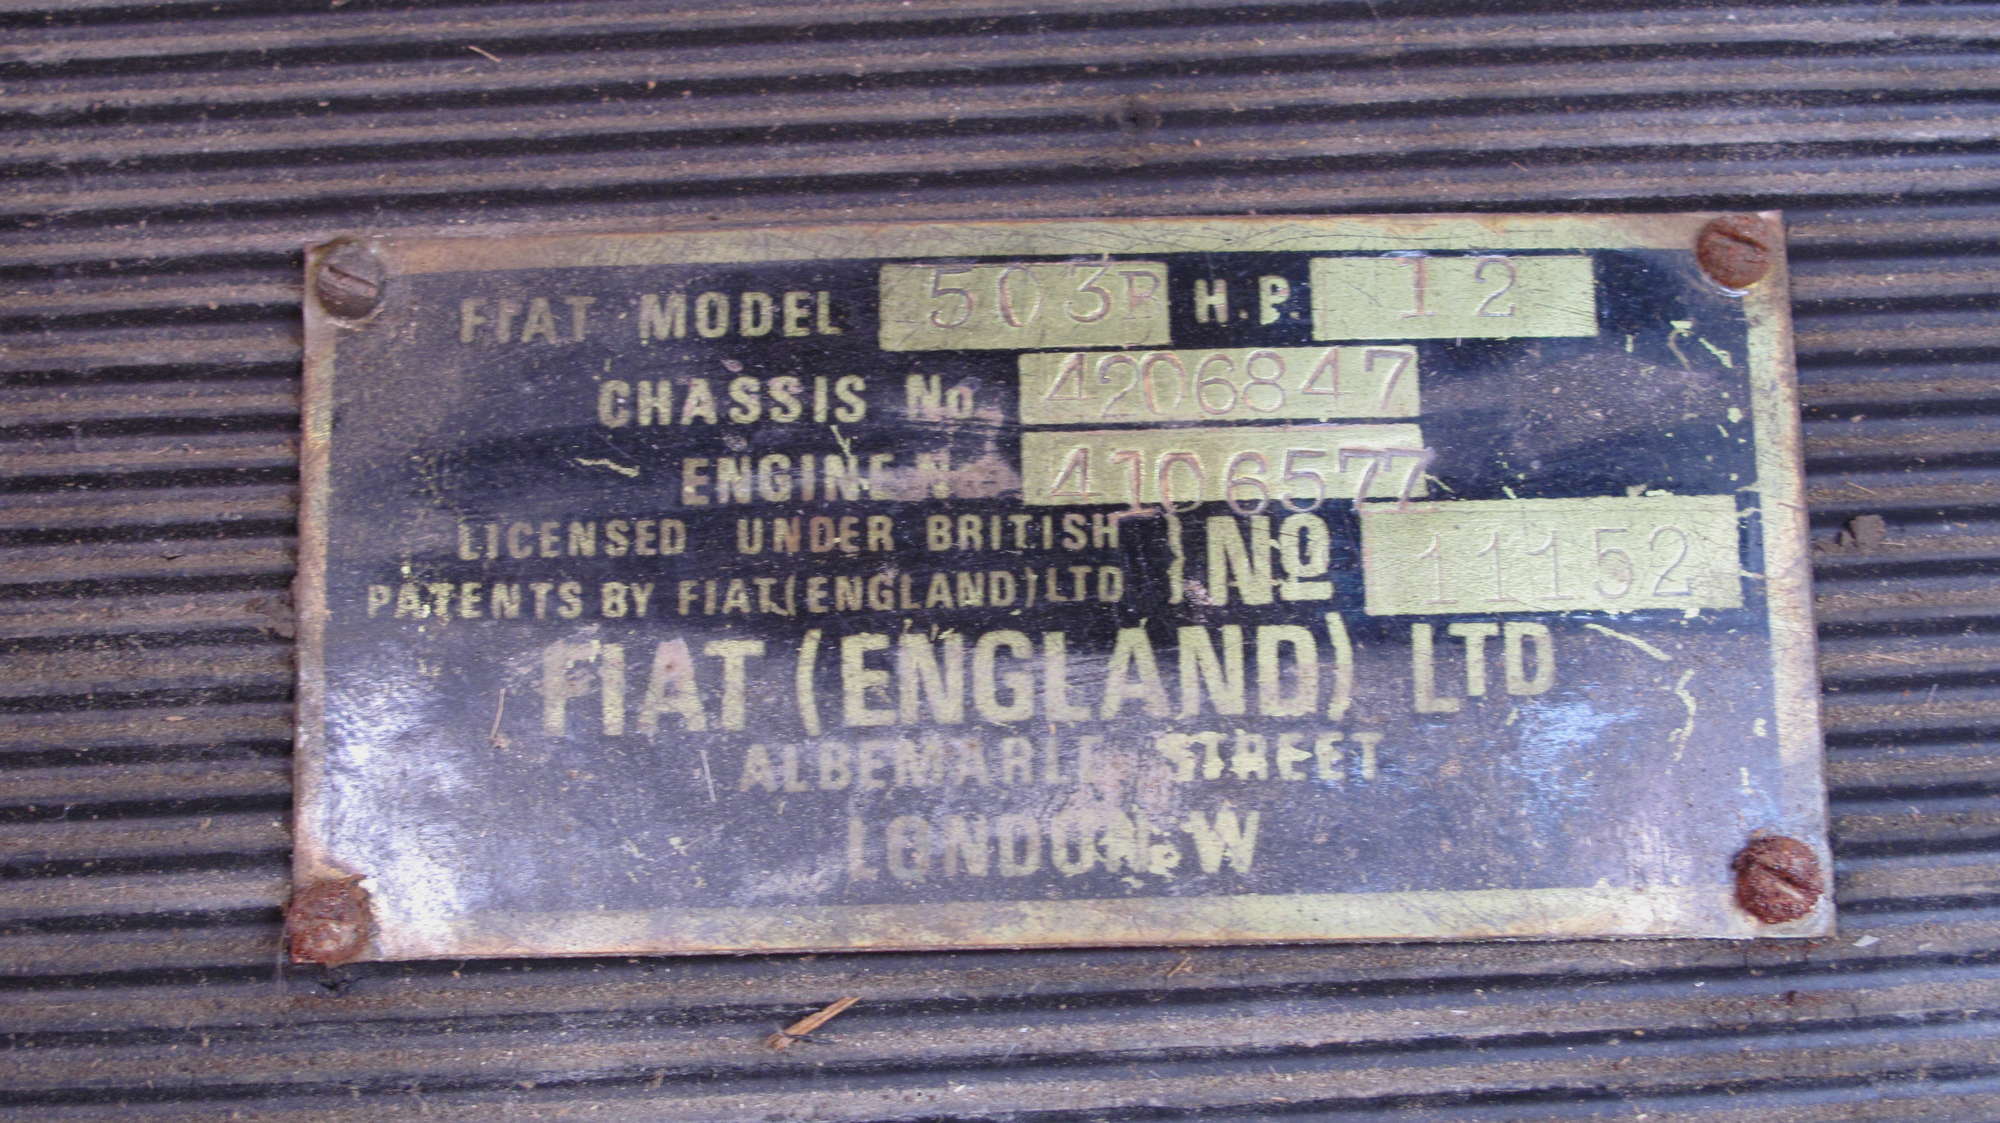 FIAT MODEL 503P H.P. 12
CHASSIS No 4206847
ENGINE No 4106577
LICENSED UNDER BRITISH
PATENTS BY FIAT (ENGLAND) LTD } No 11152
FIAT (ENGLAND) LTD
ALBEMARLE STREET
LONDON. W